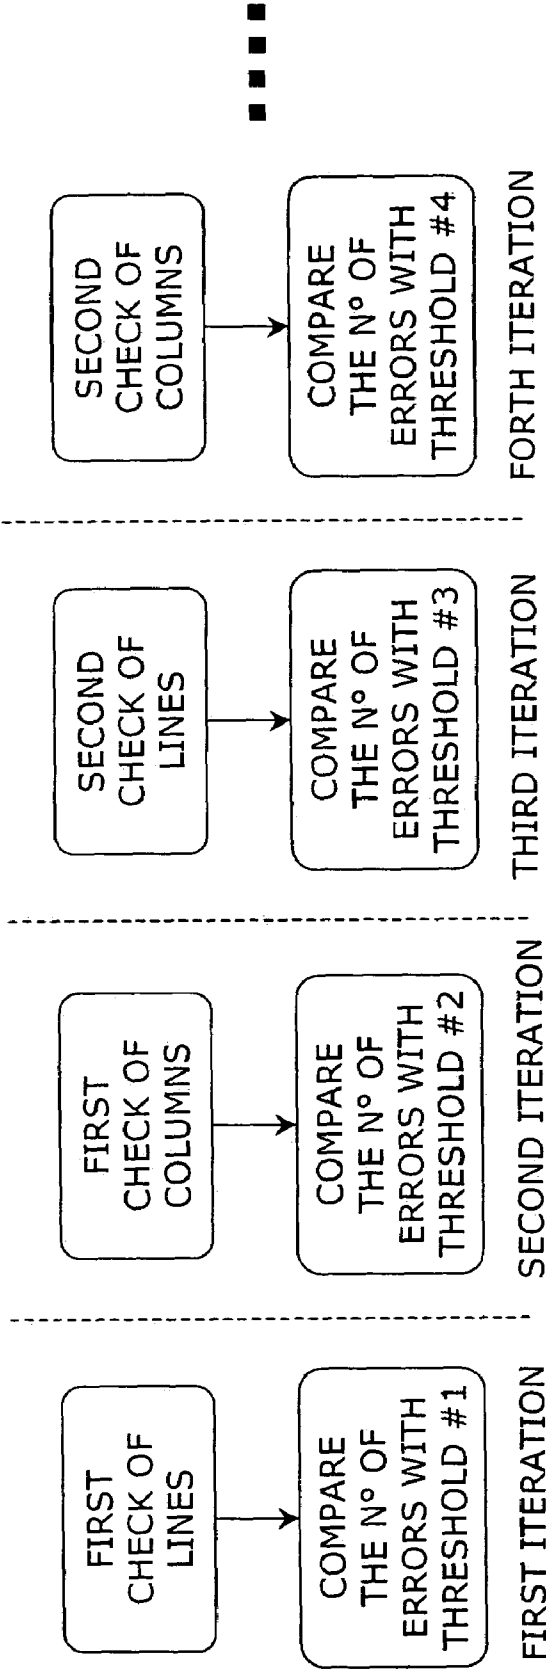 FIRST
CHECK OF
LINES
COMPARE
THE N° OF
ERRORS WITH
THRESHOLD #1
FIRST ITERATION
FIRST
CHECK OF
COLUMNS
COMPARE
THE N° OF
ERRORS WITH
THRESHOLD #2
SECOND ITERATION
SECOND
CHECK OF
LINES
COMPARE
THE N° OF
ERRORS WITH
THRESHOLD #3
THIRD ITERATION
SECOND
CHECK OF
COLUMNS
COMPARE
THE N° OF
ERRORS WITH
THRESHOLD #4
FORTH ITERATION